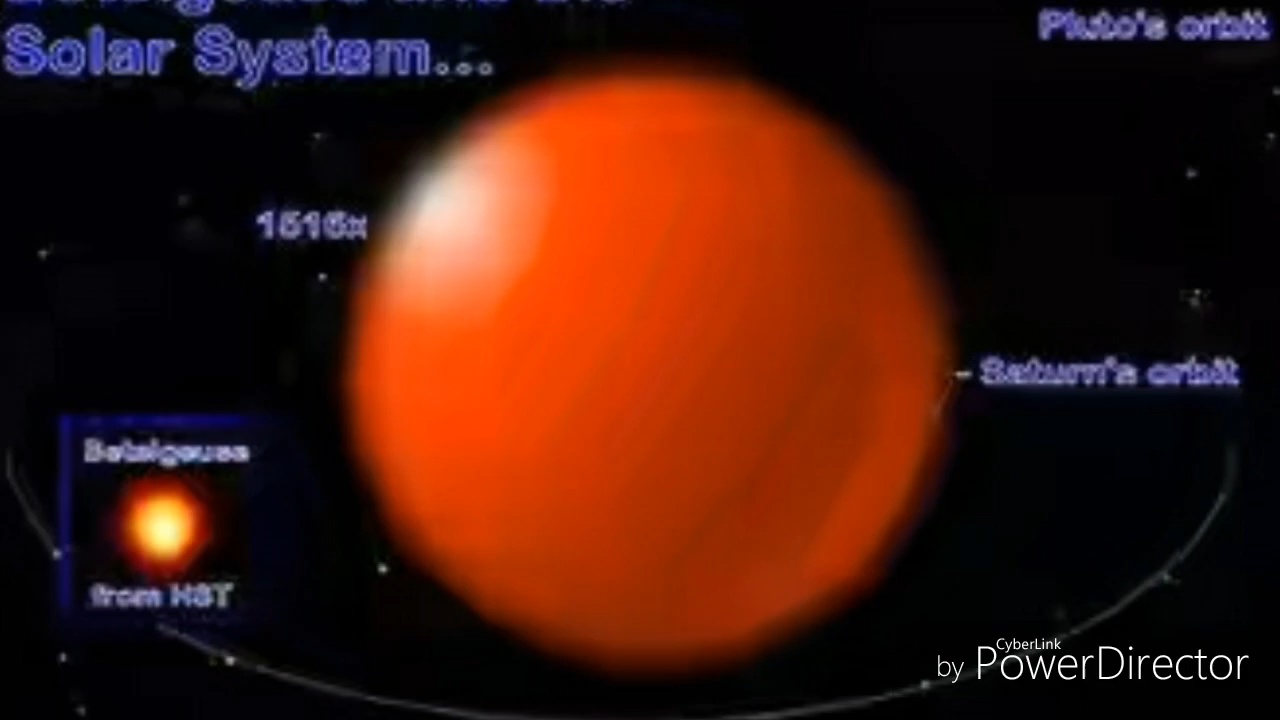 Solar System...
Pluto's orbit
1516x
Saturn's orbit
Betelgeuse
from HST
CyberLink
by PowerDirector